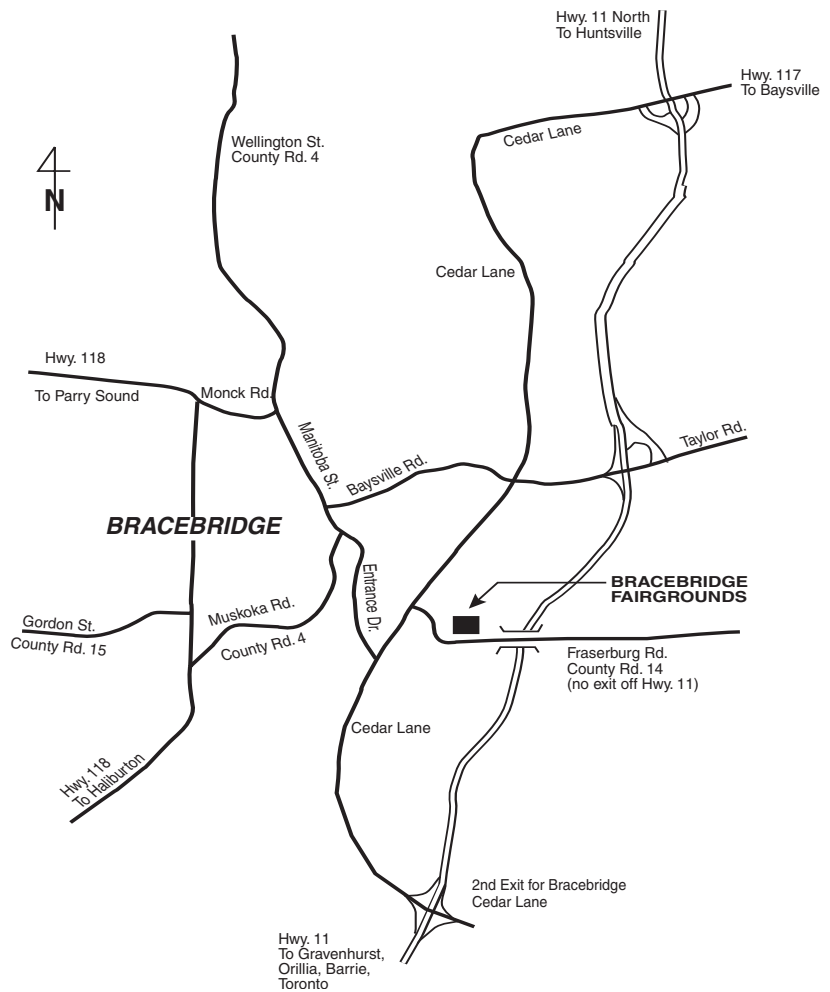 Hwy. 11 North
To Huntsville
Hwy. 117
To Baysville
Cedar Lane
Wellington St.
County Rd. 4
N
Cedar Lane
Hwy. 118
To Parry Sound
Monck Rd.
Manitoba St.
Baysville Rd.
Taylor Rd.
BRACEBRIDGE
Entrance Dr.
BRACEBRIDGE
FAIRGROUNDS
Muskoka Rd.
County Rd. 4
Gordon St.
County Rd. 15
Fraserburg Rd.
County Rd. 14
(no exit off Hwy. 11)
Cedar Lane
Hwy. 118
To Haliburton
2nd Exit for Bracebridge
Cedar Lane
Hwy. 11
To Gravenhurst,
Orillia, Barrie,
Toronto